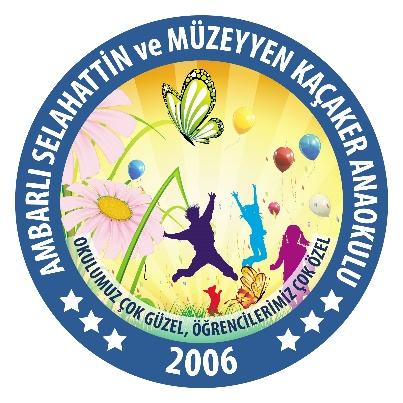 AMBARLI SELAHATTİN ve MÜZEYYEN KAÇAKER ANAOKULU
OKULUMUZ ÇOK GÜZEL, ÖĞRENCİLERİMİZ ÇOK ÖZEL
2006